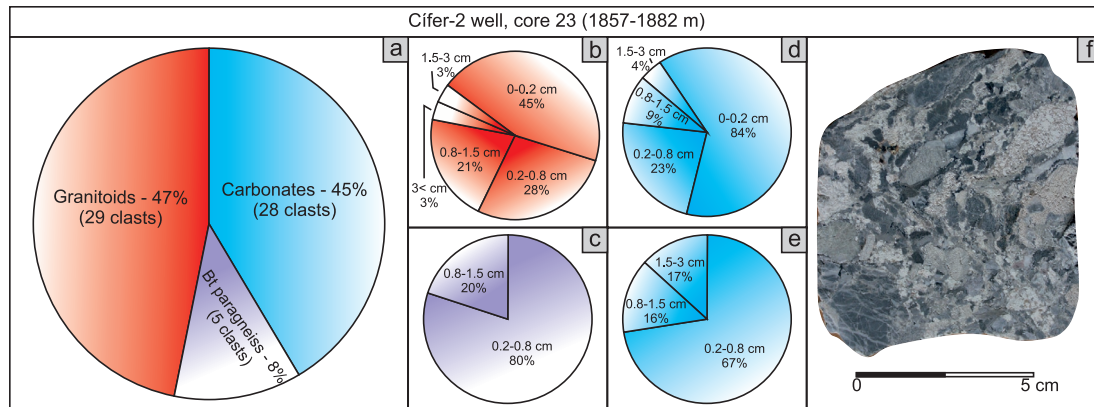 Cífer-2 well, core 23 (1857-1882 m)
a
Granitoids - 47%
(29 clasts)
Carbonates - 45%
(28 clasts)
Bt paragneiss - 8%
(5 clasts)
b
1.5-3 cm
3%
0-0.2 cm
45%
0.8-1.5 cm
21%
0.2-0.8 cm
28%
3< cm
3%
c
0.8-1.5 cm
20%
0.2-0.8 cm
80%
d
1.5-3 cm
4%
0.8-1.5 cm
9%
0-0.2 cm
84%
0.2-0.8 cm
23%
e
1.5-3 cm
17%
0.8-1.5 cm
16%
0.2-0.8 cm
67%
f
0 5 cm